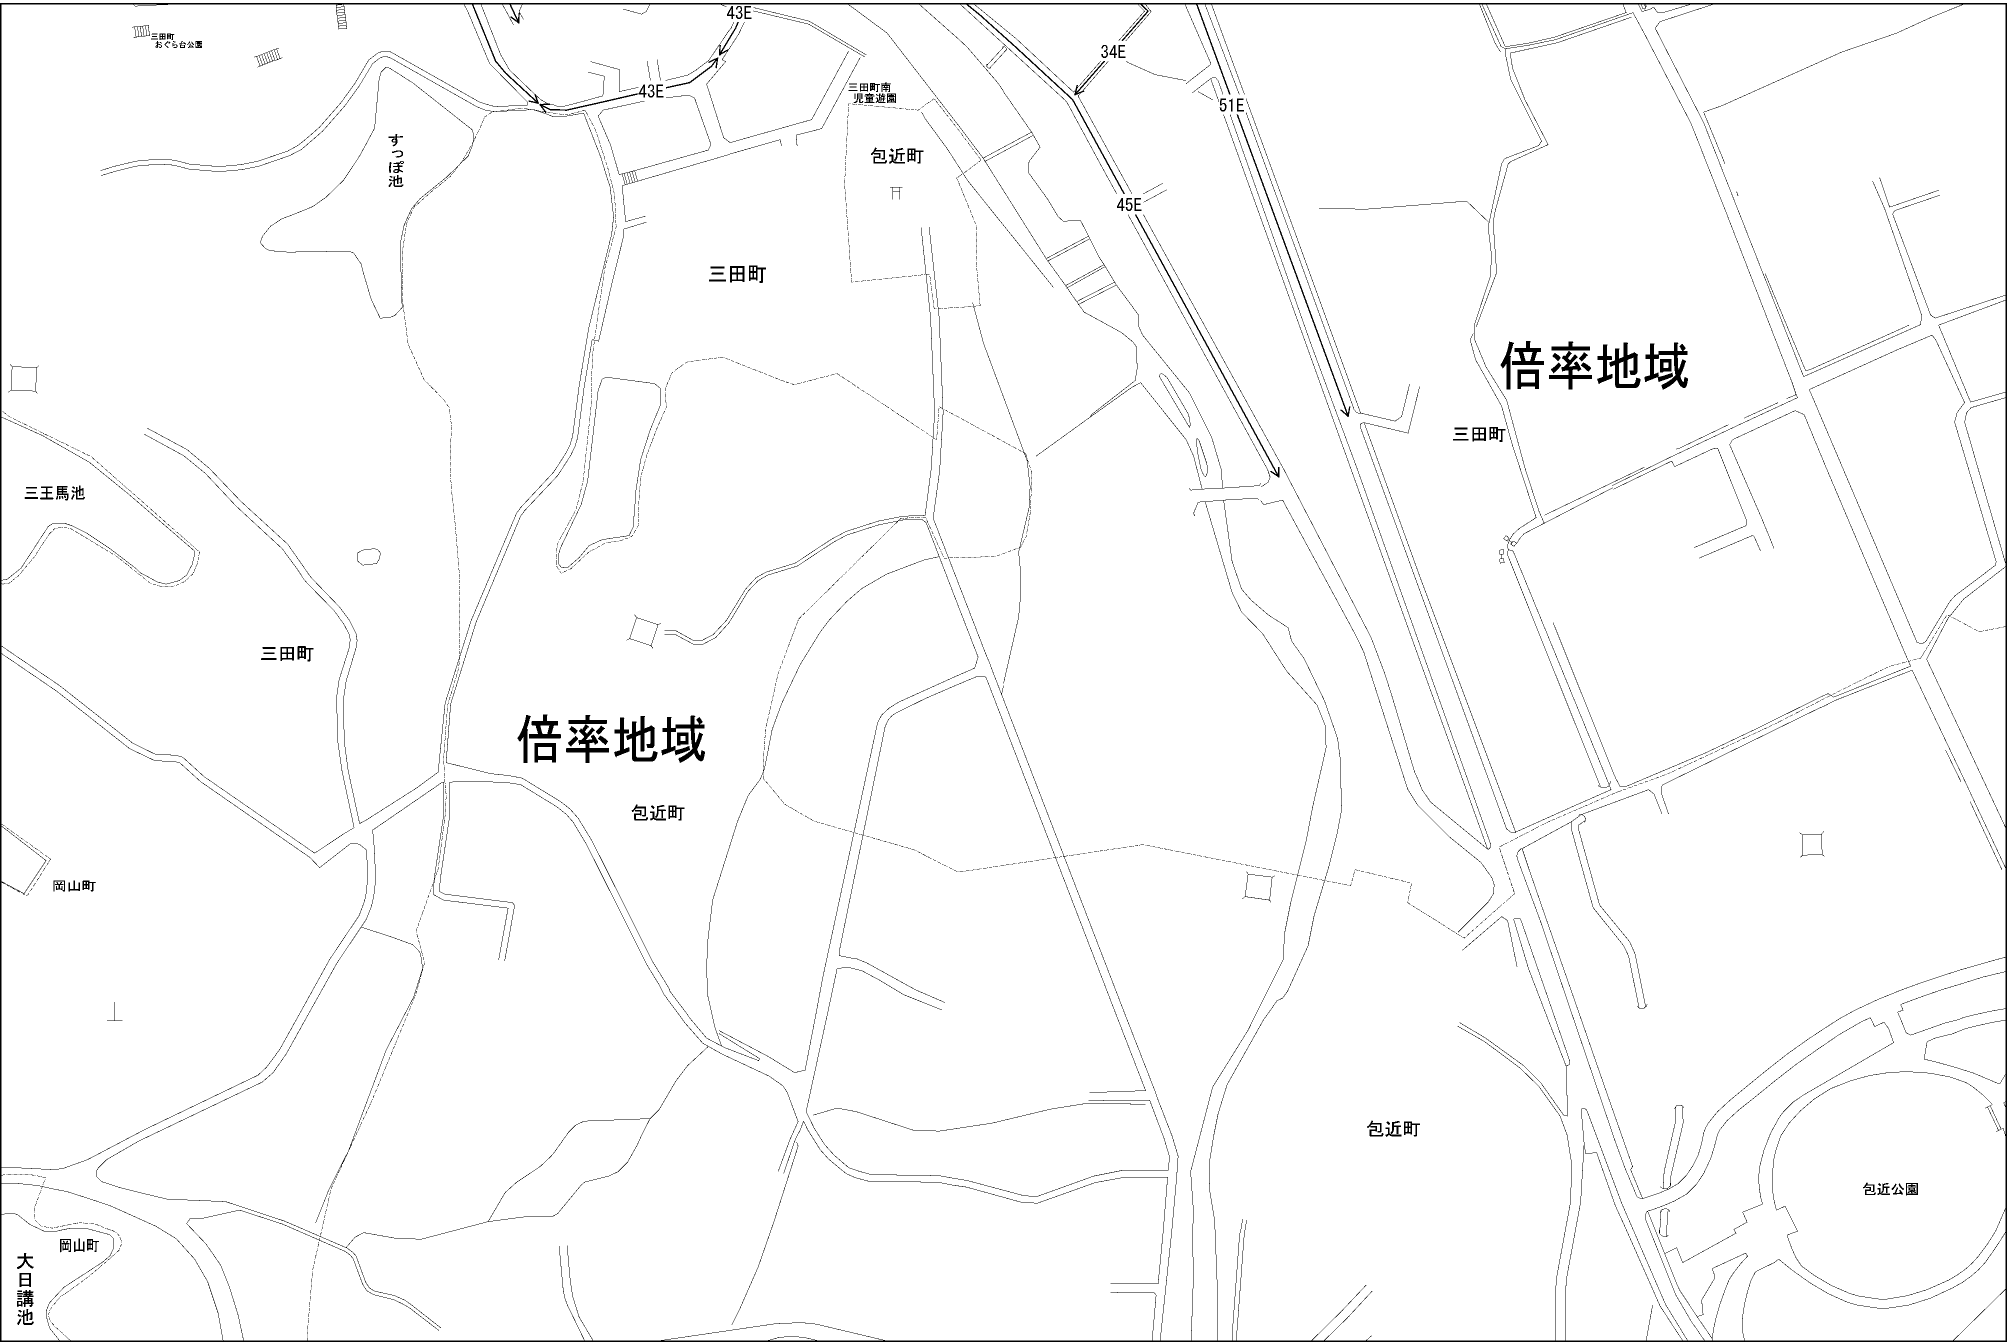 43E
三田町
おぐら台公園
34E
43E
三田町南
児童遊園
51E
すっぽ池
包近町
45E
三田町
倍率地域
三田町
三王馬池
三田町
倍率地域
包近町
岡山町
包近町
包近公園
岡山町
大日講池